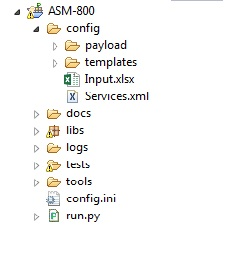 ASM-800
config
payload
templates
Input.xlsx
Services.xml
docs
libs
logs
tests
tools
config.ini
run.py